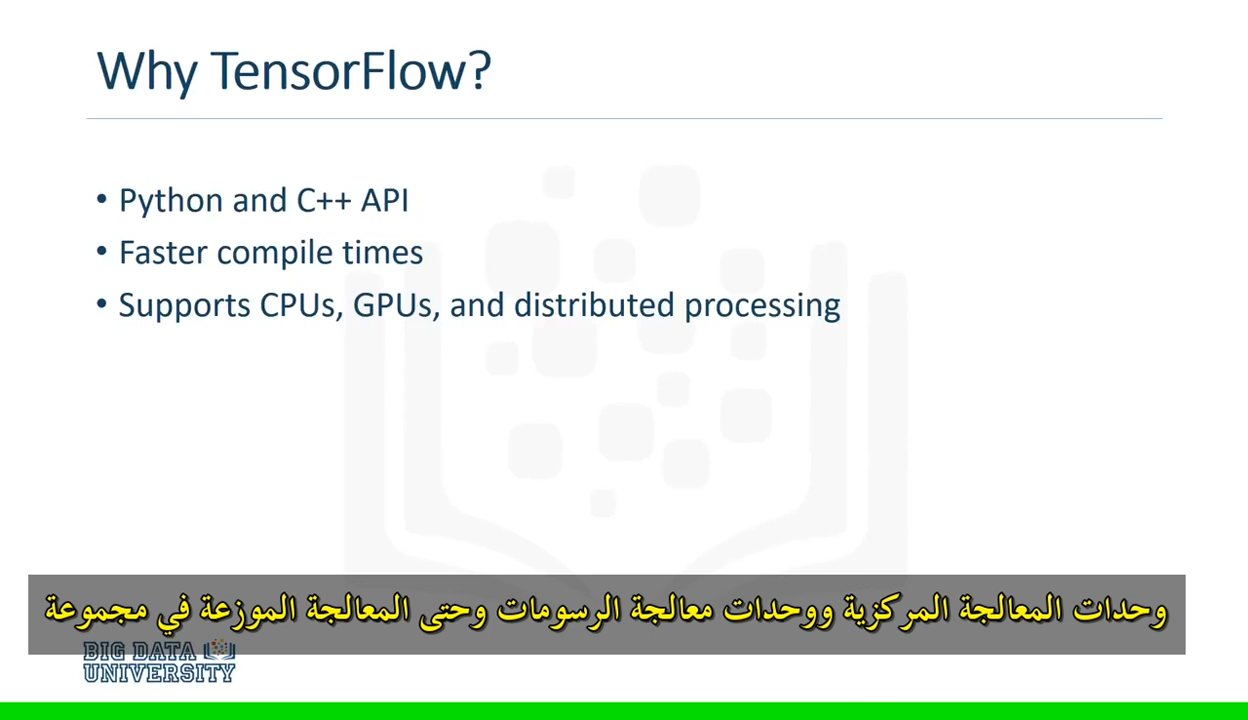 Why TensorFlow?
• Python and C++ API
• Faster compile times
• Supports CPUs, GPUs, and distributed processing
وحدات المعالجة المركزية ووحدات معالجة الرسومات وحتى المعالجة الموزعة في مجموعة
BIG DATA
UNIVERSITY